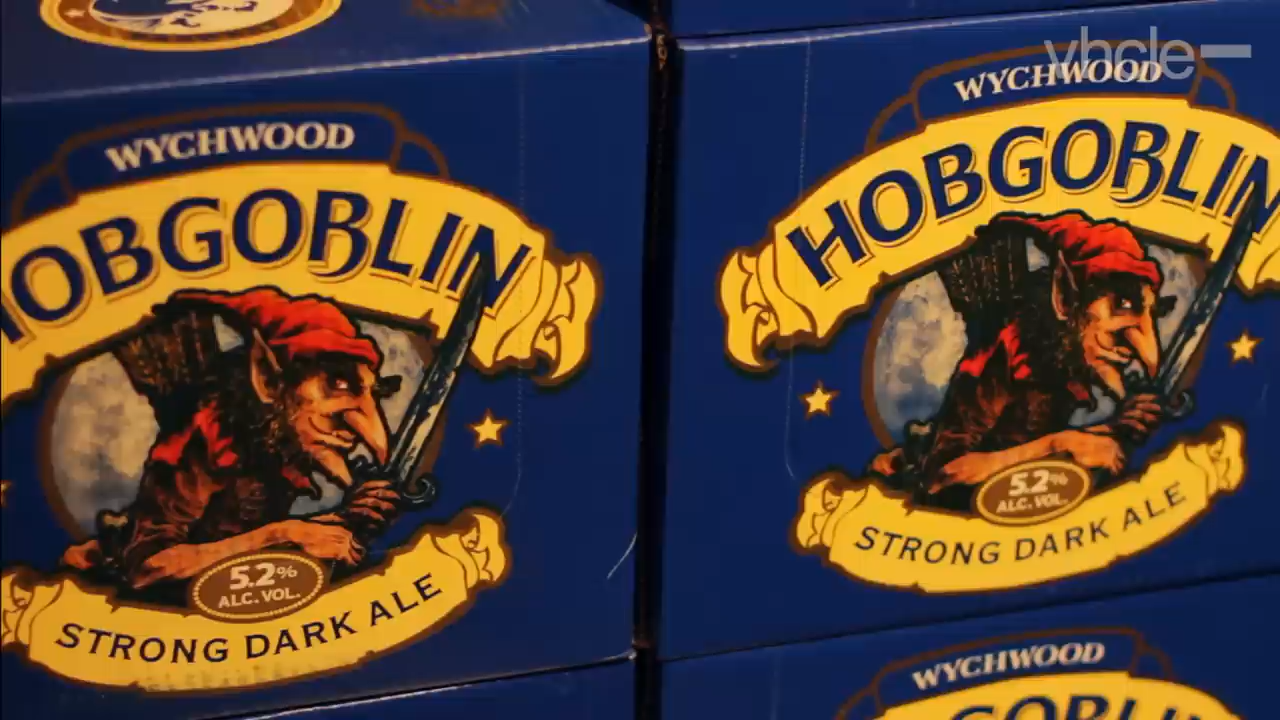 WYCHWOOD
HOBGOBLIN
5.2%
ALC. VOL.
STRONG DARK ALE
vhcle
WYCHWOOD
HOBGOBLIN
5.2%
ALC. VOL.
STRONG DARK ALE
WYCHWOOD
HOBGOBLIN